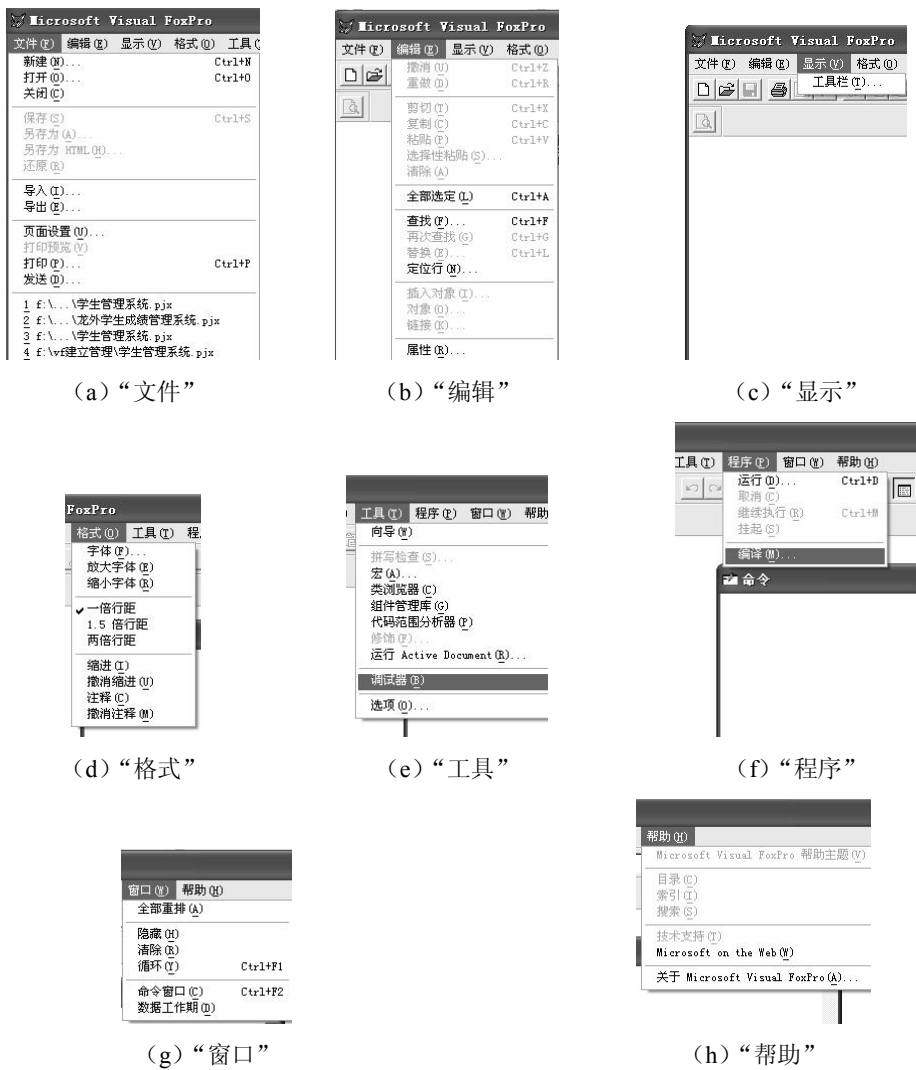 Microsoft Visual FoxPro
文件(F) 编辑(E) 显示(V) 格式(O) 工具(
新建(N)... Ctrl+N
打开(O)... Ctrl+O
关闭(C)
保存(S) Ctrl+S
另存为(A)...
另存为 HTML(H)...
还原(R)
导入(I)...
导出(E)...
页面设置(U)...
打印预览(V)
打印(P)... Ctrl+P
发送(D)...
1 f:\...\学生管理系统.pjx
2 f:\...\龙外学生成绩管理系统.pjx
3 f:\...\学生管理系统.pjx
4 f:\vf建立管理\学生管理系统.pjx
(a)“文件”
Microsoft Visual FoxPro
文件(F) 编辑(E) 显示(V) 格式(O)
撤消(U) Ctrl+Z
重做(D) Ctrl+R
剪切(T) Ctrl+X
复制(C) Ctrl+C
粘贴(P) Ctrl+V
选择性粘贴(S)...
清除(A)
全部选定(L) Ctrl+A
查找(F)... Ctrl+F
再次查找(G) Ctrl+G
替换(E)... Ctrl+L
定位行(N)...
插入对象(I)...
对象(O)...
链接(K)...
属性(R)...
(b)“编辑”
Microsoft Visual FoxPro
文件(F) 编辑(E) 显示(V) 格式(O)
工具栏(T)...
(c)“显示”
FoxPro
格式(O) 工具(T) 程
字体(F)...
放大字体(E)
缩小字体(R)
一倍行距
1.5 倍行距
两倍行距
缩进(I)
撤消缩进(U)
注释(C)
撤消注释(M)
(d)“格式”
工具(T) 程序(P) 窗口(W) 帮助
向导(W)
拼写检查(S)...
宏(A)...
类浏览器(C)
组件管理库(G)
代码范围分析器(P)
修饰(F)...
运行 Active Document(R)...
调试器(B)
选项(O)...
(e)“工具”
工具(T) 程序(P) 窗口(W) 帮助(H)
运行(D)... Ctrl+D
取消(C)
继续执行(R) Ctrl+M
挂起(S)
编译(M)...
命令
(f)“程序”
窗口(W) 帮助(H)
全部重排(A)
隐藏(H)
清除(R)
循环(Y) Ctrl+F1
命令窗口(C) Ctrl+F2
数据工作期(D)
(g)“窗口”
帮助(H)
Microsoft Visual FoxPro 帮助主题(V)
目录(C)
索引(I)
搜索(S)
技术支持(T)
Microsoft on the Web(W)
关于 Microsoft Visual FoxPro(A)...
(h)“帮助”